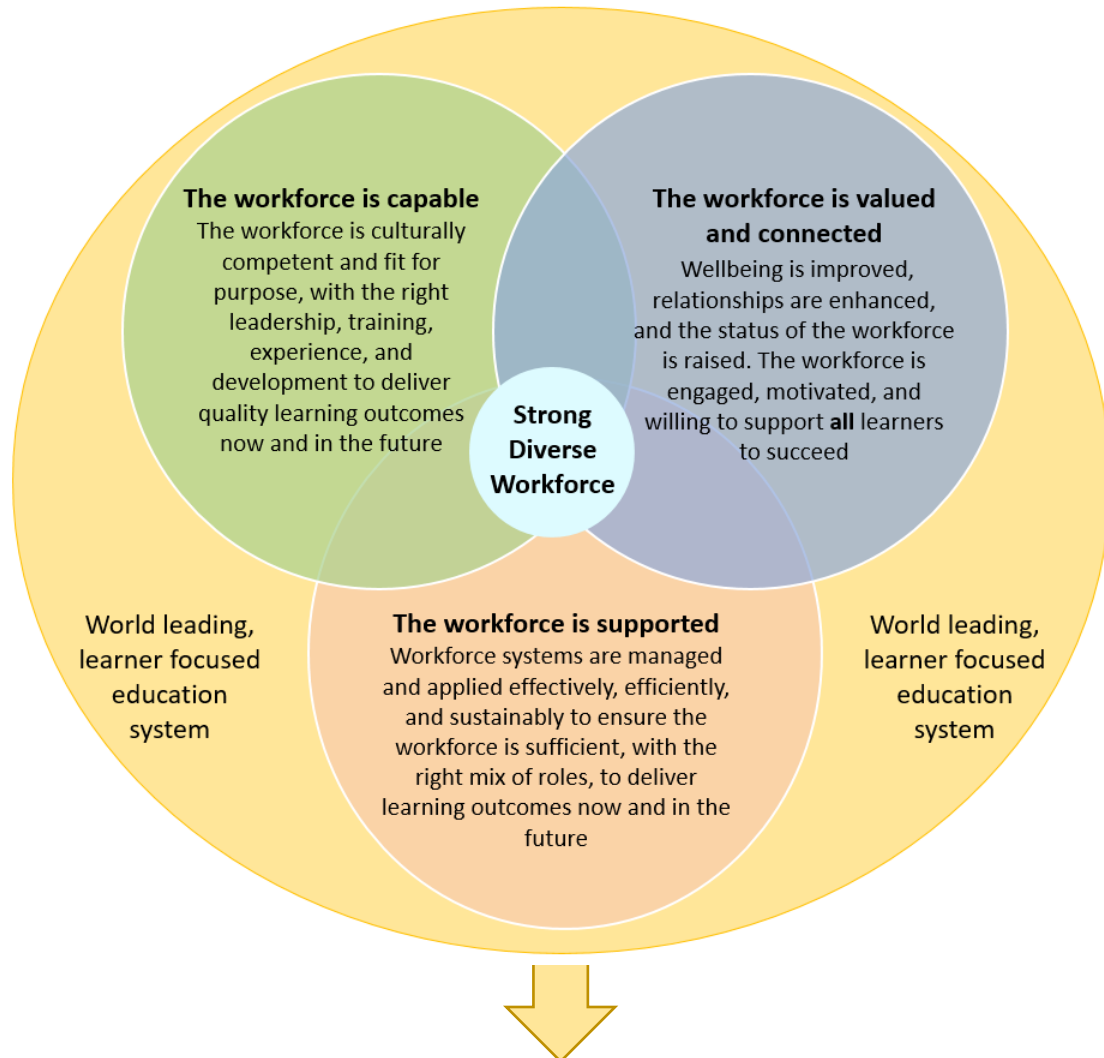 The workforce is capable
The workforce is culturally
competent and fit for
purpose, with the right
leadership, training,
experience, and
development to deliver
quality learning outcomes
now and in the future
The workforce is valued
and connected
Wellbeing is improved,
relationships are enhanced,
and the status of the workforce
is raised. The workforce is
engaged, motivated, and
willing to support all learners
to succeed
Strong
Diverse
Workforce
World leading,
learner focused
education
system
The workforce is supported
Workforce systems are managed
and applied effectively, efficiently,
and sustainably to ensure the
workforce is sufficient, with the
right mix of roles, to deliver
learning outcomes now and in the
future
World leading,
learner focused
education
system